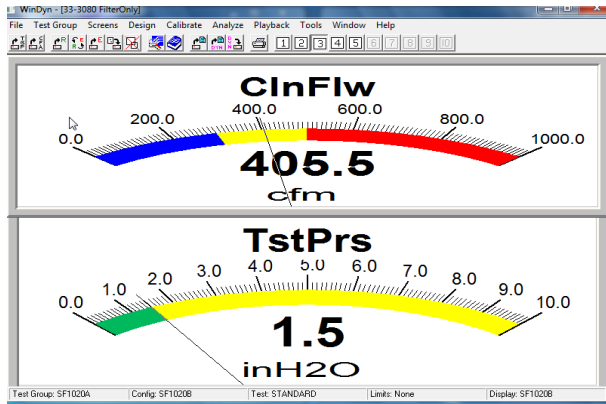 WinDyn - [33-3080 FilterOnly]
File Test Group Screens Design Calibrate Analyze Playback Tools Window Help
1 2 3 4 5 6 7 8 9 10
ClnFlw
0.0 200.0 400.0 600.0 800.0 1000.0
405.5
cfm
TstPrs
0.0 1.0 2.0 3.0 4.0 5.0 6.0 7.0 8.0 9.0 10.0
1.5
inH2O
Test Group: SF1020A Config: SF1020B Test: STANDARD Limits: None Display: SF1020B